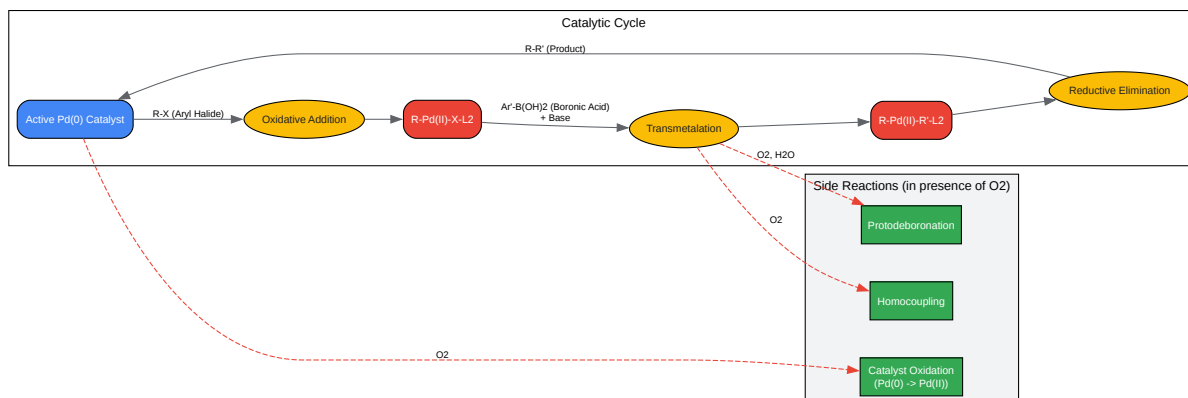 Catalytic Cycle
R-R' (Product)
Active Pd(0) Catalyst
R-X (Aryl Halide)
Oxidative Addition
R-Pd(II)-X-L2
Ar'-B(OH)2 (Boronic Acid)
+ Base
Transmetalation
R-Pd(II)-R'-L2
Reductive Elimination
O2, H2O
Side Reactions (in presence of O2)
Protodeboronation
O2
Homocoupling
O2
Catalyst Oxidation
(Pd(0) -> Pd(II))